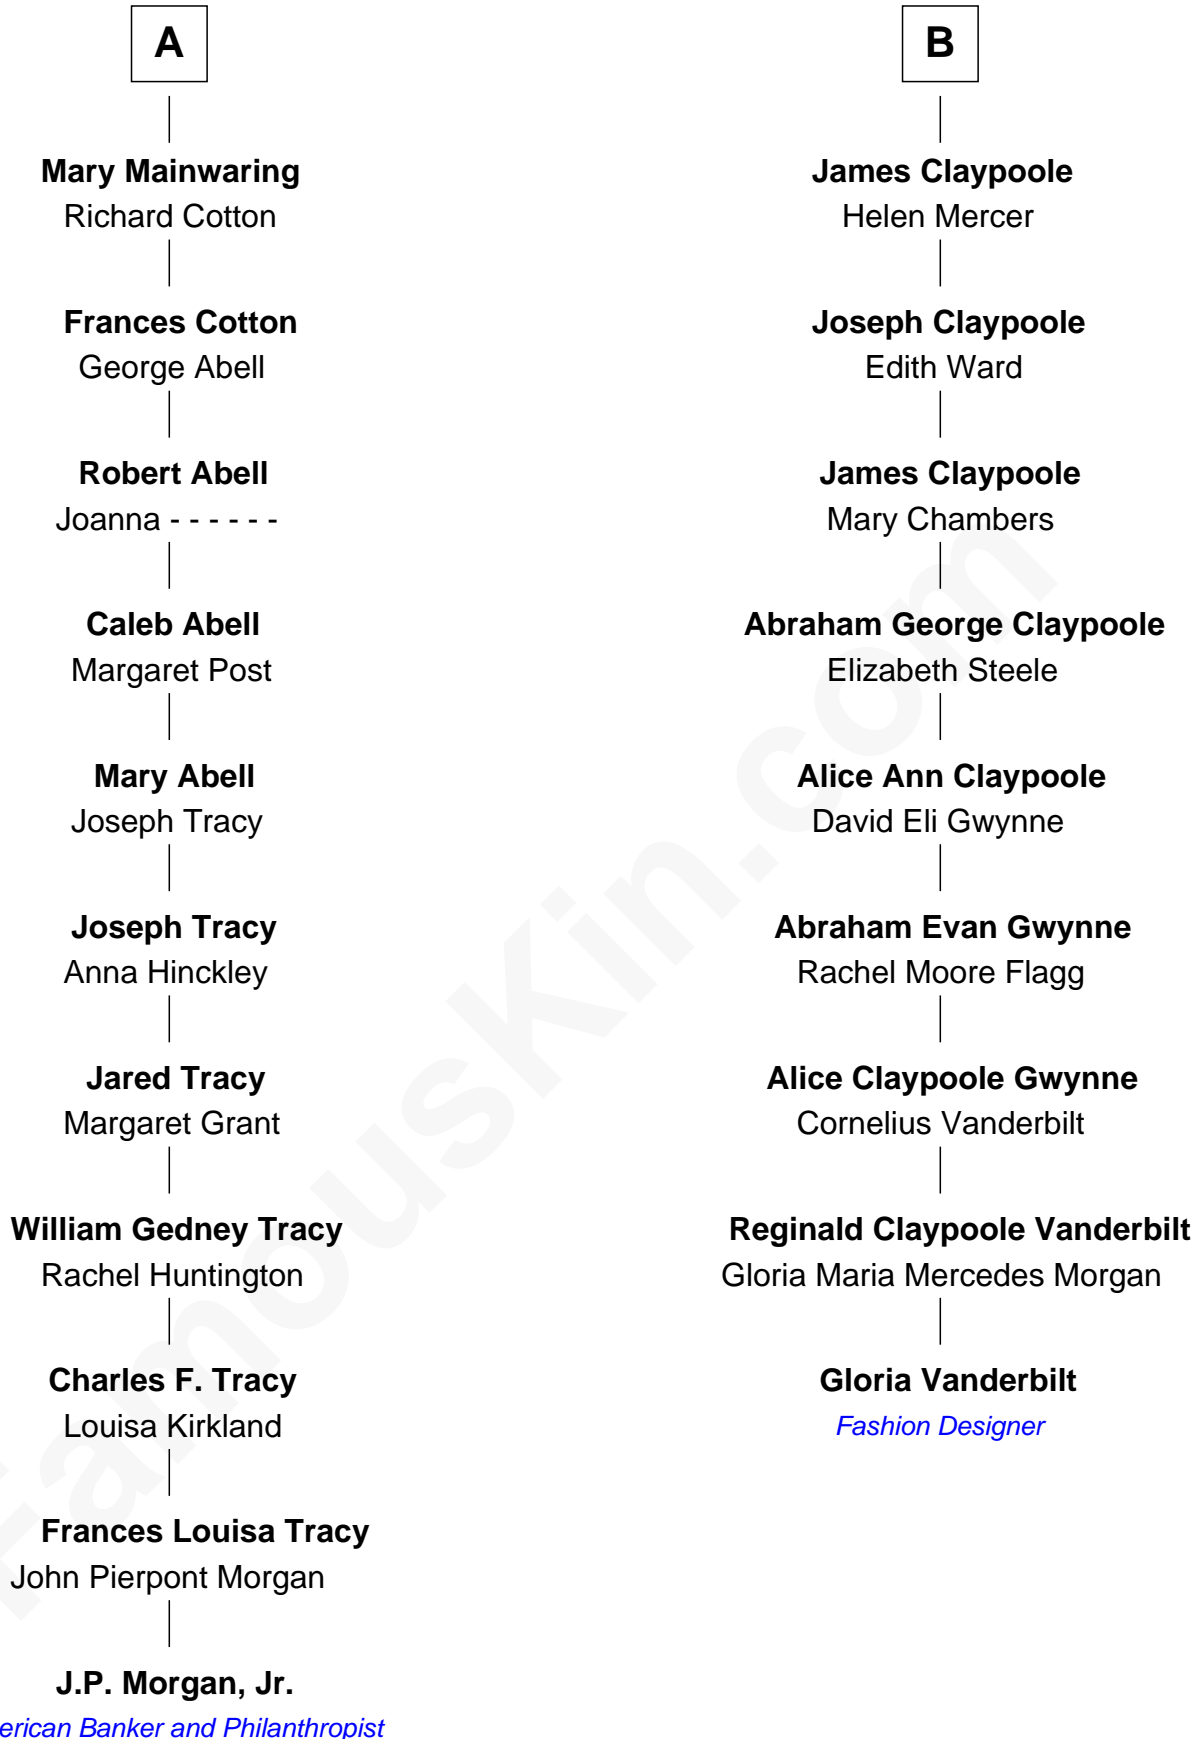 A
Mary Mainwaring
Richard Cotton
Frances Cotton
George Abell
Robert Abell
Joanna - - - - - -
Caleb Abell
Margaret Post
Mary Abell
Joseph Tracy
Joseph Tracy
Anna Hinckley
Jared Tracy
Margaret Grant
William Gedney Tracy
Rachel Huntington
Charles F. Tracy
Louisa Kirkland
Frances Louisa Tracy
John Pierpont Morgan
J.P. Morgan, Jr.
erican Banker and Philanthropist
B
James Claypoole
Helen Mercer
Joseph Claypoole
Edith Ward
James Claypoole
Mary Chambers
Abraham George Claypoole
Elizabeth Steele
Alice Ann Claypoole
David Eli Gwynne
Abraham Evan Gwynne
Rachel Moore Flagg
Alice Claypoole Gwynne
Cornelius Vanderbilt
Reginald Claypoole Vanderbilt
Gloria Maria Mercedes Morgan
Gloria Vanderbilt
Fashion Designer
FamousKin.com